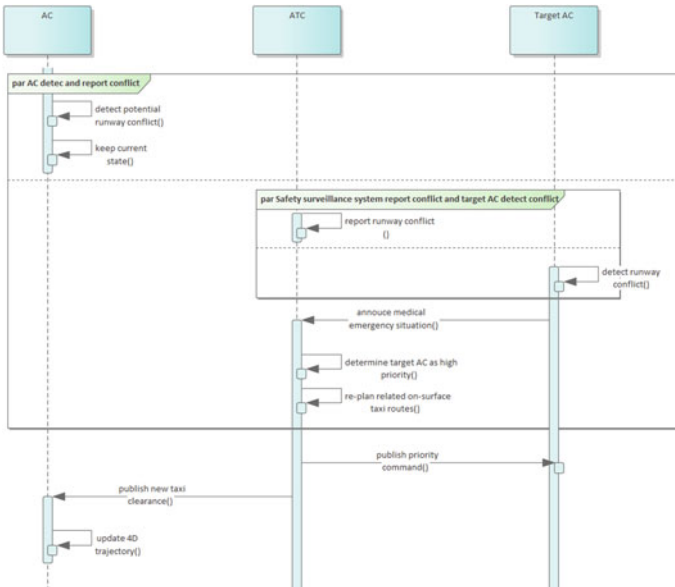 AC
ATC
Target AC
par AC detec and report conflict
detect potential
runway conflict()
keep current
state()
par Safety surveillance system report conflict and target AC detect conflict
report runway conflict
()
detect runway
conflict()
annouce medical
emergency situation()
determine target AC as high
priority()
re-plan related on-surface
taxi routes()
publish priority
command()
publish new taxi
clearance()
update 4D
trajectory()